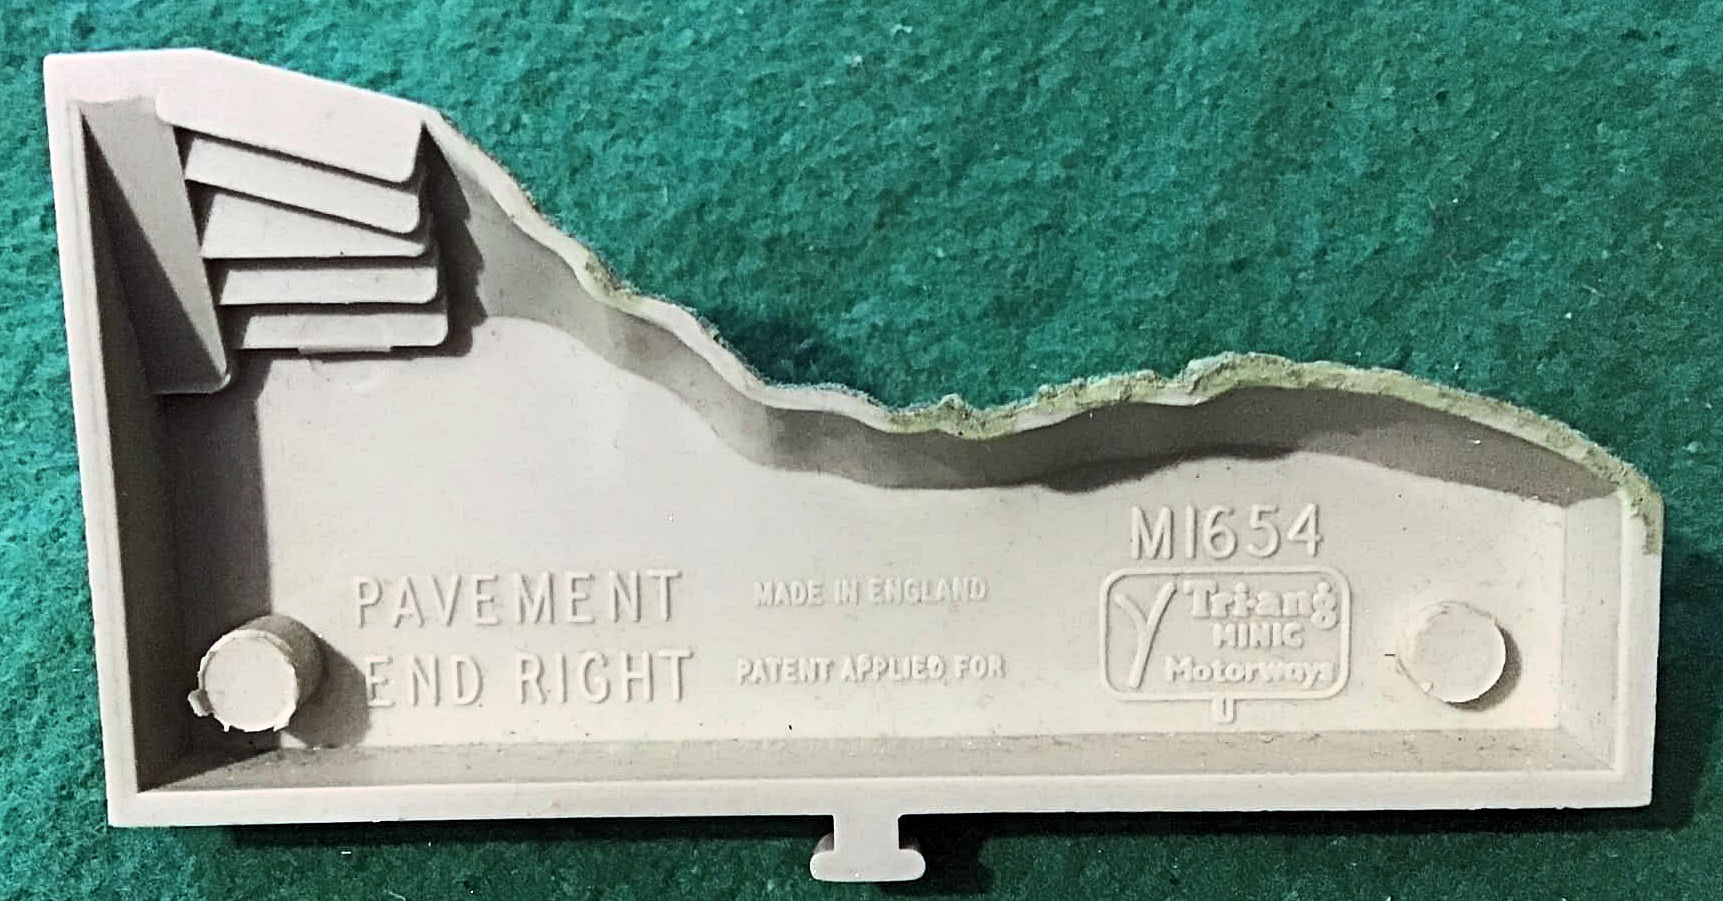 M1654
PAVEMENT
END RIGHT
MADE IN ENGLAND
PATENT APPLIED FOR
Tri-ang
MINIC
Motorways